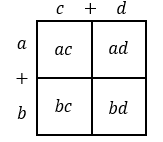 c + d
a ac ad
+
b bc bd